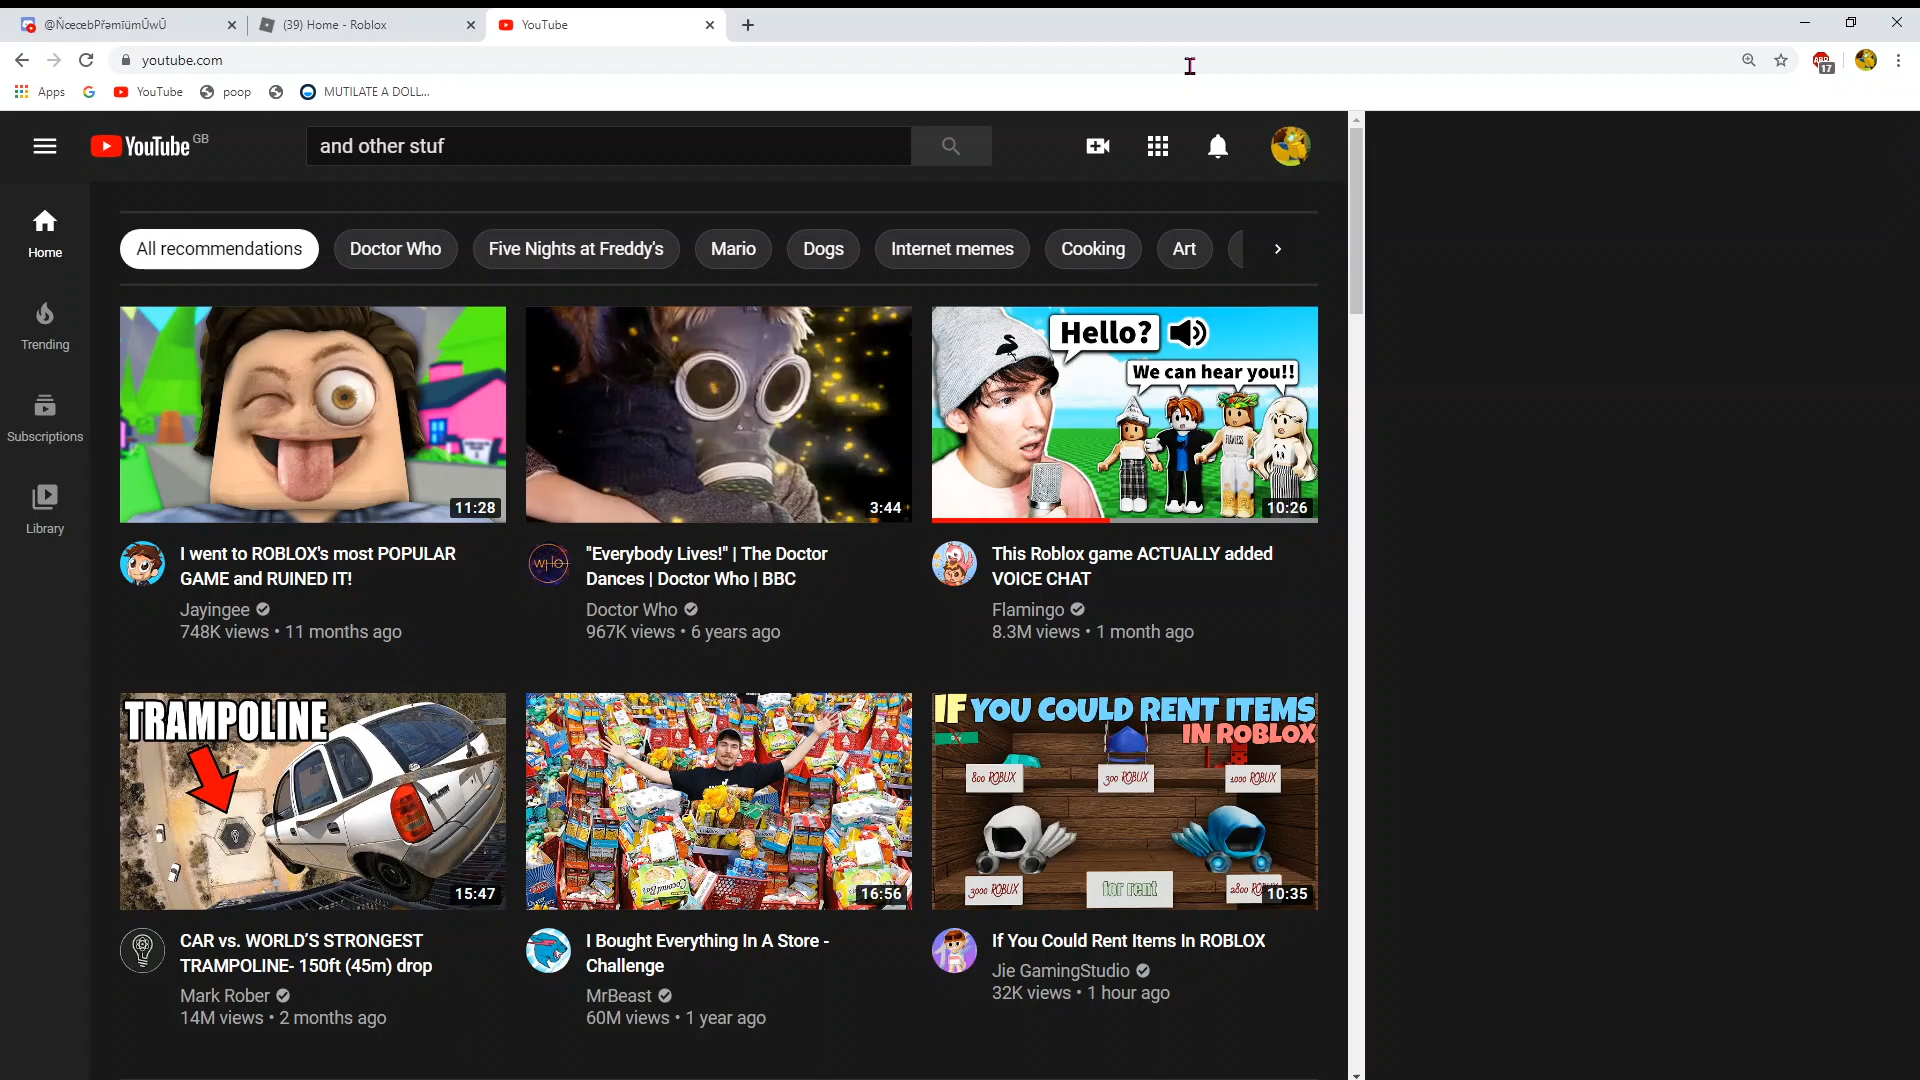 @ŇœœcebPřəmīümŰwŰ
(39) Home - Roblox
YouTube
youtube.com
17
Apps
YouTube
poop
MUTILATE A DOLL...
YouTube GB
and other stuf
Home
Trending
Subscriptions
Library
All recommendations
Doctor Who
Five Nights at Freddy's
Mario
Dogs
Internet memes
Cooking
Art
11:28
3:44
Hello?
We can hear you!!
10:26
I went to ROBLOX's most POPULAR
GAME and RUINED IT!
Jayingee
748K views • 11 months ago
WHO
"Everybody Lives!" | The Doctor
Dances | Doctor Who | BBC
Doctor Who
967K views • 6 years ago
This Roblox game ACTUALLY added
VOICE CHAT
Flamingo
8.3M views • 1 month ago
TRAMPOLINE
15:47
16:56
IF YOU COULD RENT ITEMS
IN ROBLOX
800 ROBUX
300 ROBUX
1000 ROBUX
3000 ROBUX
for rent
10:35
CAR vs. WORLD'S STRONGEST
TRAMPOLINE- 150ft (45m) drop
Mark Rober
14M views • 2 months ago
I Bought Everything In A Store -
Challenge
MrBeast
60M views • 1 year ago
If You Could Rent Items In ROBLOX
Jie GamingStudio
32K views • 1 hour ago